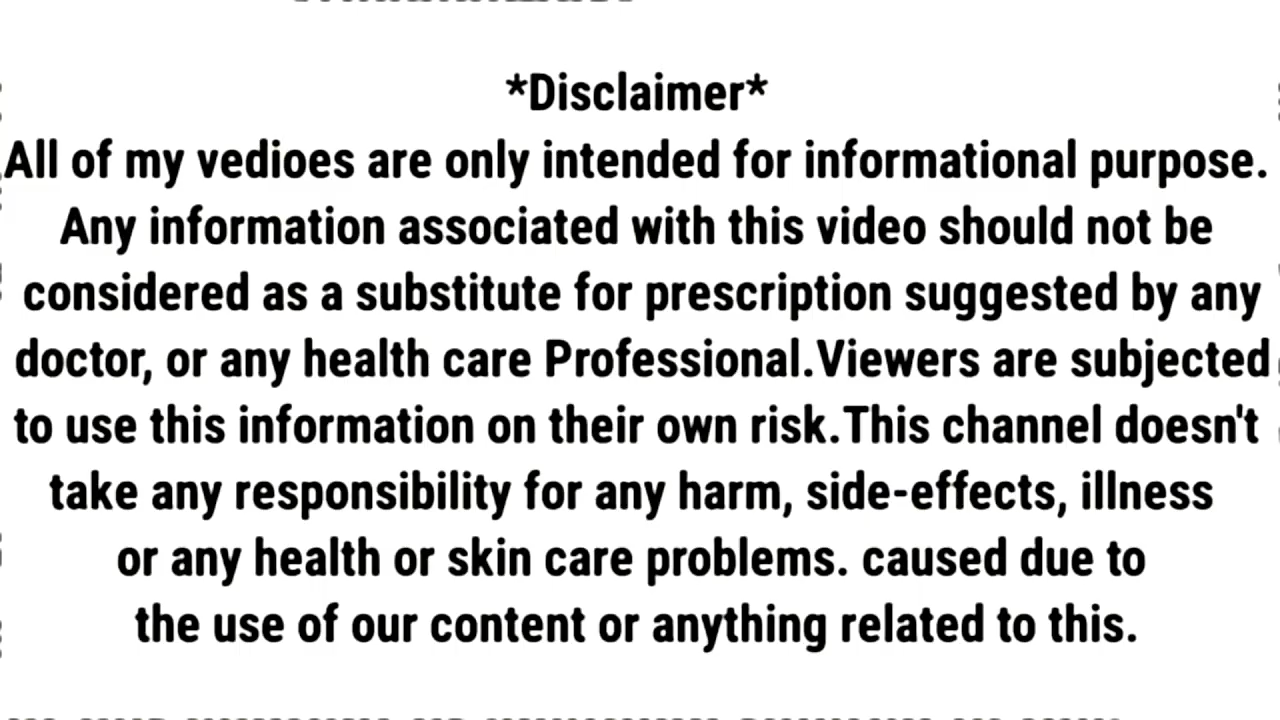 *Disclaimer*
All of my vedioes are only intended for informational purpose.
Any information associated with this video should not be
considered as a substitute for prescription suggested by any
doctor, or any health care Professional.Viewers are subjected
to use this information on their own risk.This channel doesn't
take any responsibility for any harm, side-effects, illness
or any health or skin care problems. caused due to
the use of our content or anything related to this.